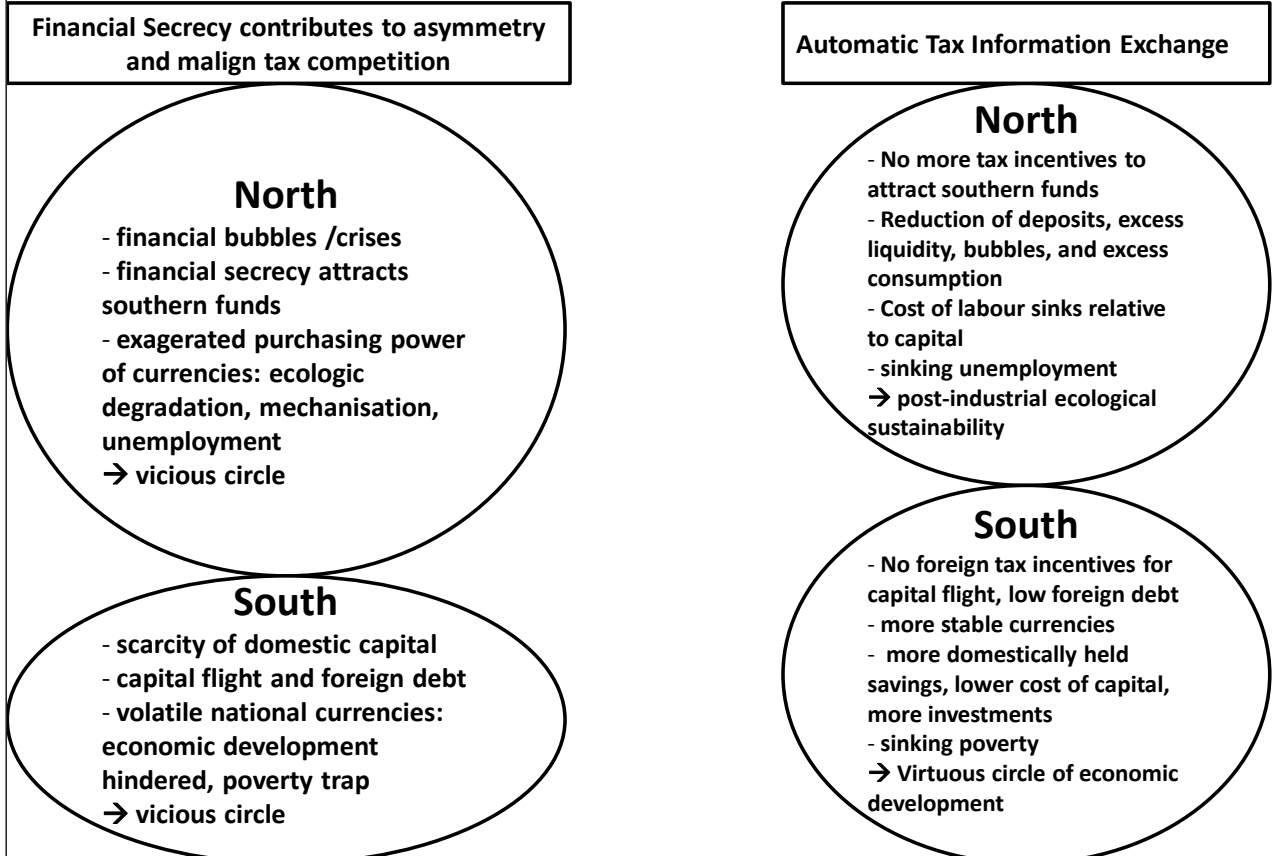 Financial Secrecy contributes to asymmetry
and malign tax competition
North
- financial bubbles /crises
- financial secrecy attracts
southern funds
- exagerated purchasing power
of currencies: ecologic
degradation, mechanisation,
unemployment
→ vicious circle
South
- scarcity of domestic capital
- capital flight and foreign debt
- volatile national currencies:
economic development
hindered, poverty trap
→ vicious circle
Automatic Tax Information Exchange
North
- No more tax incentives to
attract southern funds
- Reduction of deposits, excess
liquidity, bubbles, and excess
consumption
- Cost of labour sinks relative
to capital
- sinking unemployment
→ post-industrial ecological
sustainability
South
- No foreign tax incentives for
capital flight, low foreign debt
- more stable currencies
- more domestically held
savings, lower cost of capital,
more investments
- sinking poverty
→ Virtuous circle of economic
development